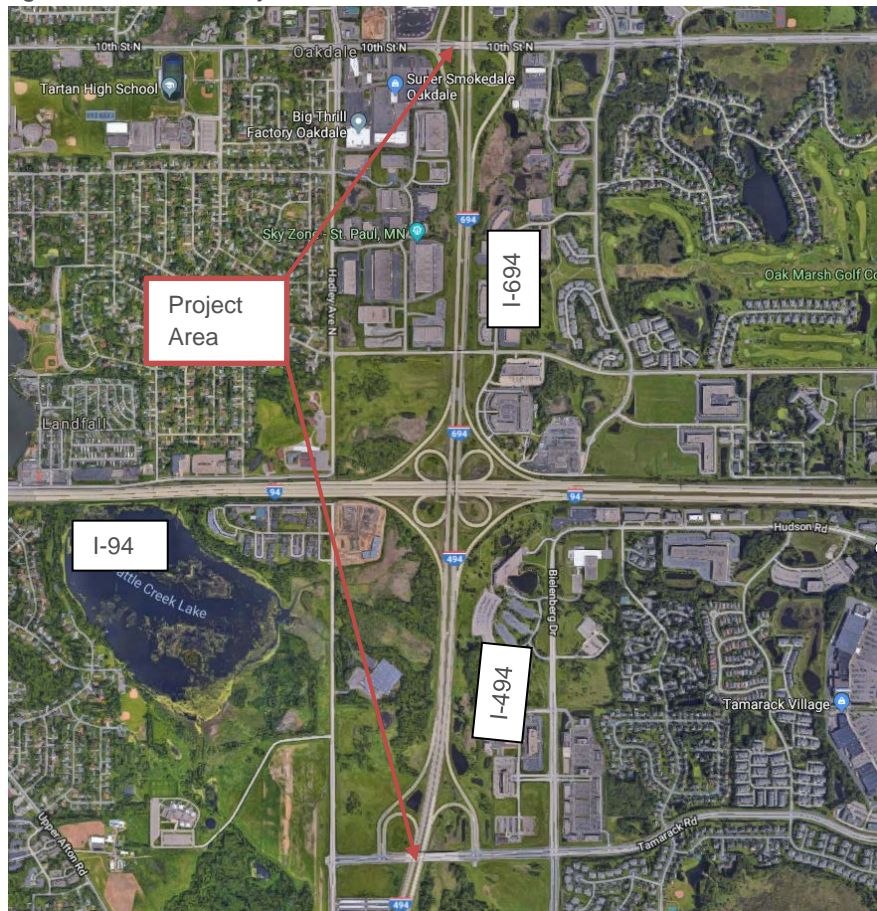 10th St N
Oakdale
10th St N
10th St N
Tartan High School
Super Smokedale
Oakdale
Big Thrill
Factory Oakdale
694
Sky Zone - St. Paul, MN
Hadley Ave N
I-694
Project
Area
Oak Marsh Golf Co
Landfall
694
94
94
I-94
Hudson Rd
494
attle Creek Lake
Bielenberg Dr
I-494
Tamarack Village
Upper Afton Rd
Tamarack Rd
494